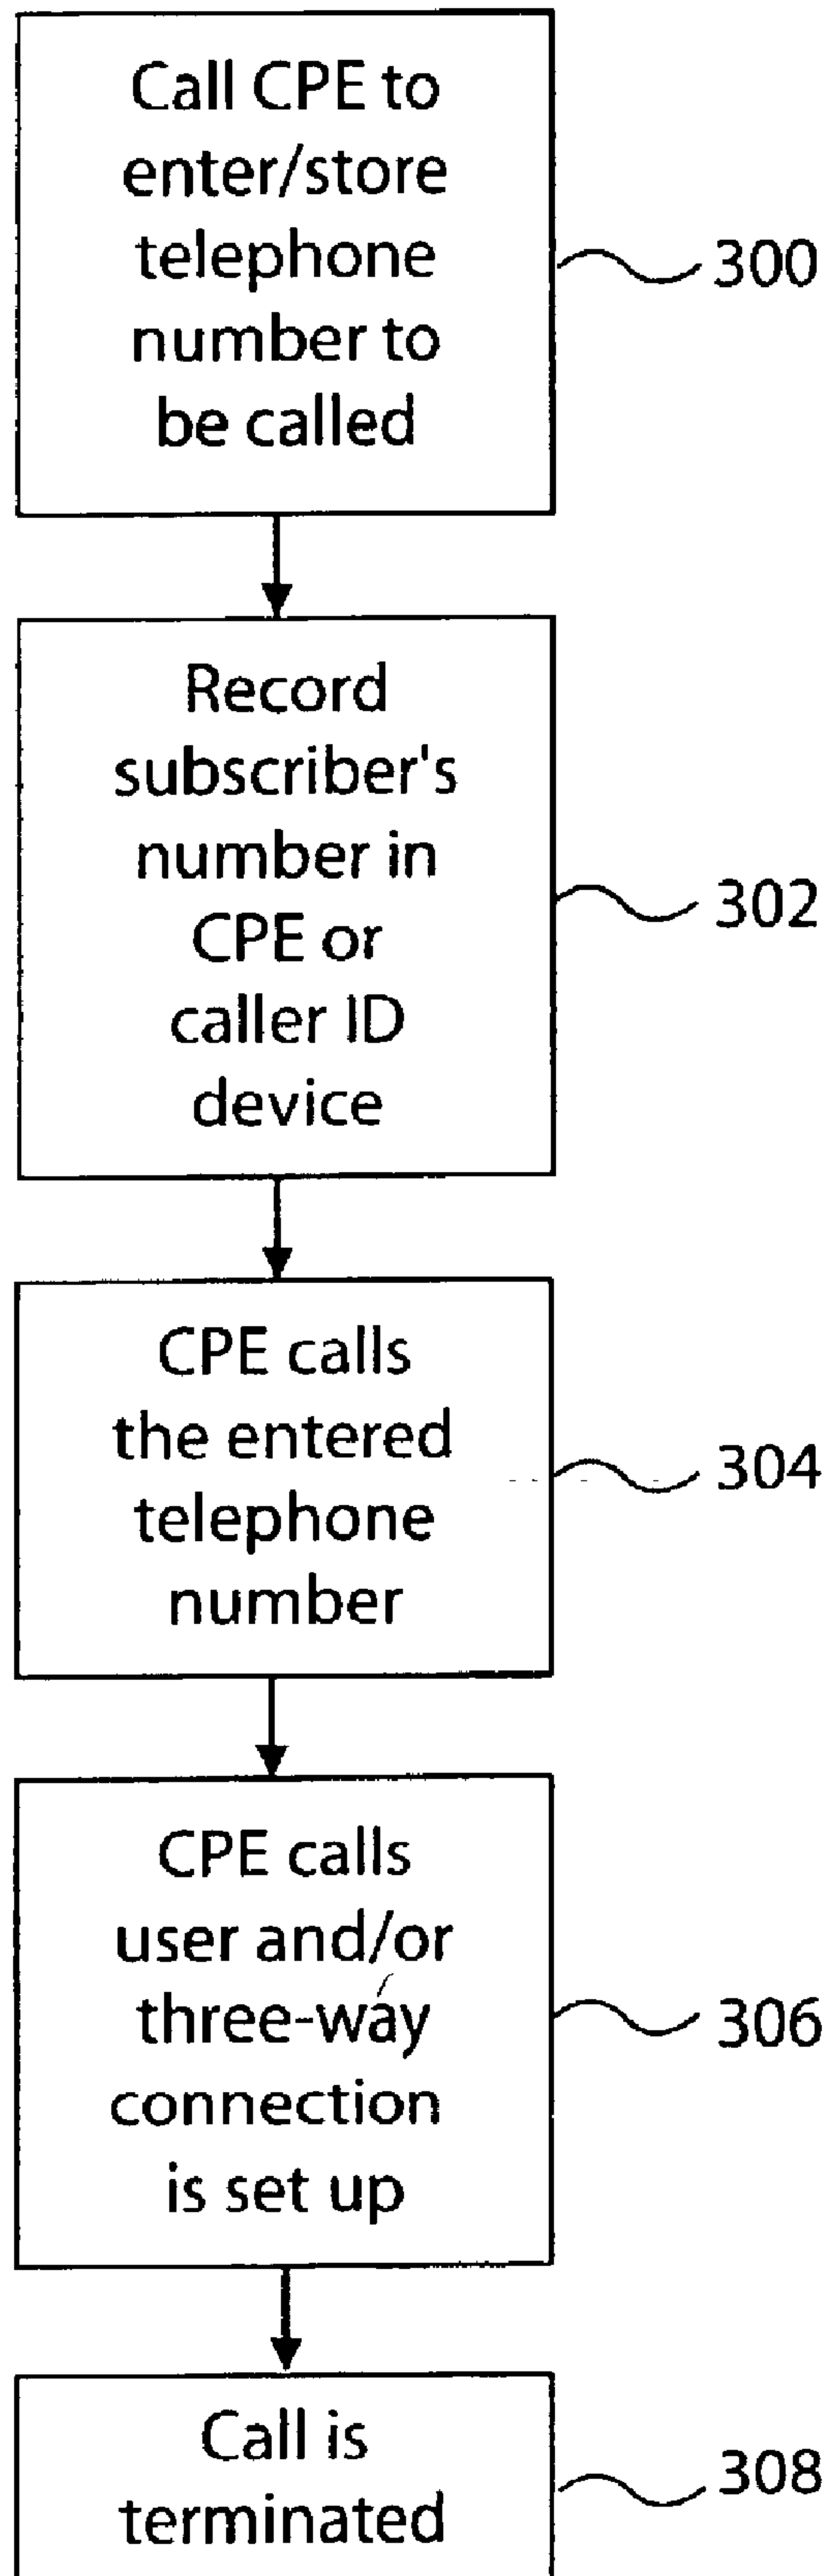 Call CPE to
enter/store
telephone
number to
be called
300
Record
subscriber's
number in
CPE or
caller ID
device
302
CPE calls
the entered
telephone
number
304
CPE calls
user and/or
three-way
connection
is set up
306
Call is
terminated
308